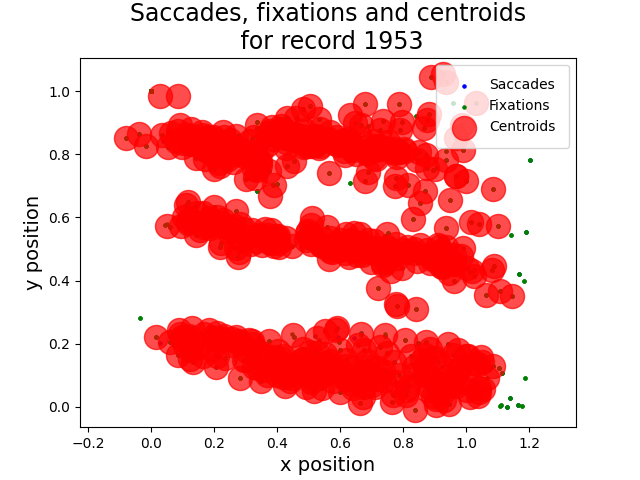 Saccades, fixations and centroids
for record 1953
Saccades
Fixations
Centroids
y position
1.0
0.8
0.6
0.4
0.2
0.0
−0.2 0.0 0.2 0.4 0.6 0.8 1.0 1.2
x position